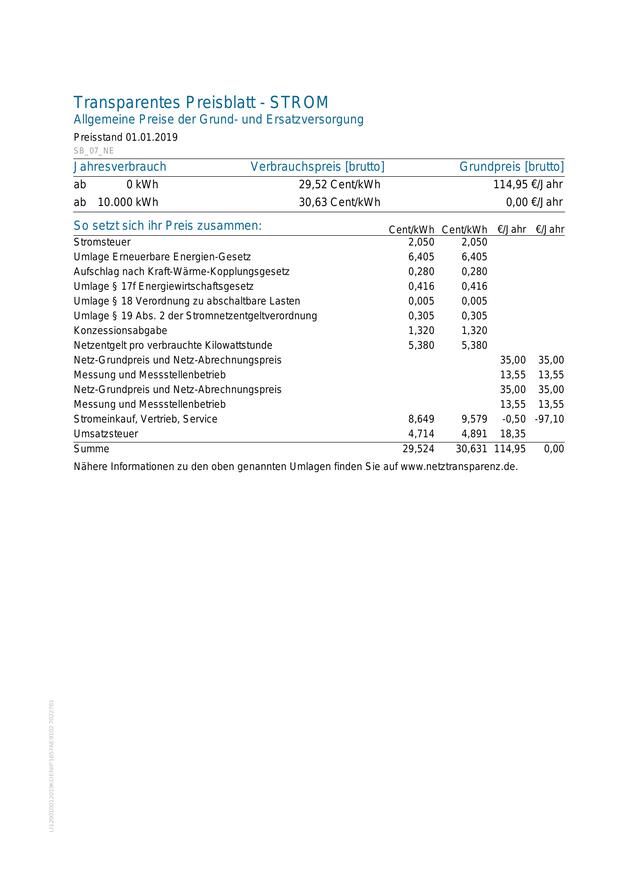 Transparentes Preisblatt - STROM
Allgemeine Preise der Grund- und Ersatzversorgung
Preisstand 01.01.2019
SB_07_NE
Jahresverbrauch Verbrauchspreis [brutto] Grundpreis [brutto]
ab 0 kWh 29,52 Cent/kWh 114,95 €/Jahr
ab 10.000 kWh 30,63 Cent/kWh 0,00 €/Jahr
So setzt sich ihr Preis zusammen: Cent/kWh Cent/kWh €/Jahr €/Jahr
Stromsteuer 2,050 2,050
Umlage Erneuerbare Energien-Gesetz 6,405 6,405
Aufschlag nach Kraft-Wärme-Kopplungsgesetz 0,280 0,280
Umlage § 17f Energiewirtschaftsgesetz 0,416 0,416
Umlage § 18 Verordnung zu abschaltbare Lasten 0,005 0,005
Umlage § 19 Abs. 2 der Stromnetzentgeltverordnung 0,305 0,305
Konzessionsabgabe 1,320 1,320
Netzentgelt pro verbrauchte Kilowattstunde 5,380 5,380
Netz-Grundpreis und Netz-Abrechnungspreis 35,00 35,00
Messung und Messstellenbetrieb 13,55 13,55
Netz-Grundpreis und Netz-Abrechnungspreis 35,00 35,00
Messung und Messstellenbetrieb 13,55 13,55
Stromeinkauf, Vertrieb, Service 8,649 9,579 -0,50 -97,10
Umsatzsteuer 4,714 4,891 18,35
Summe 29,524 30,631 114,95 0,00
Nähere Informationen zu den oben genannten Umlagen finden Sie auf www.netztransparenz.de.